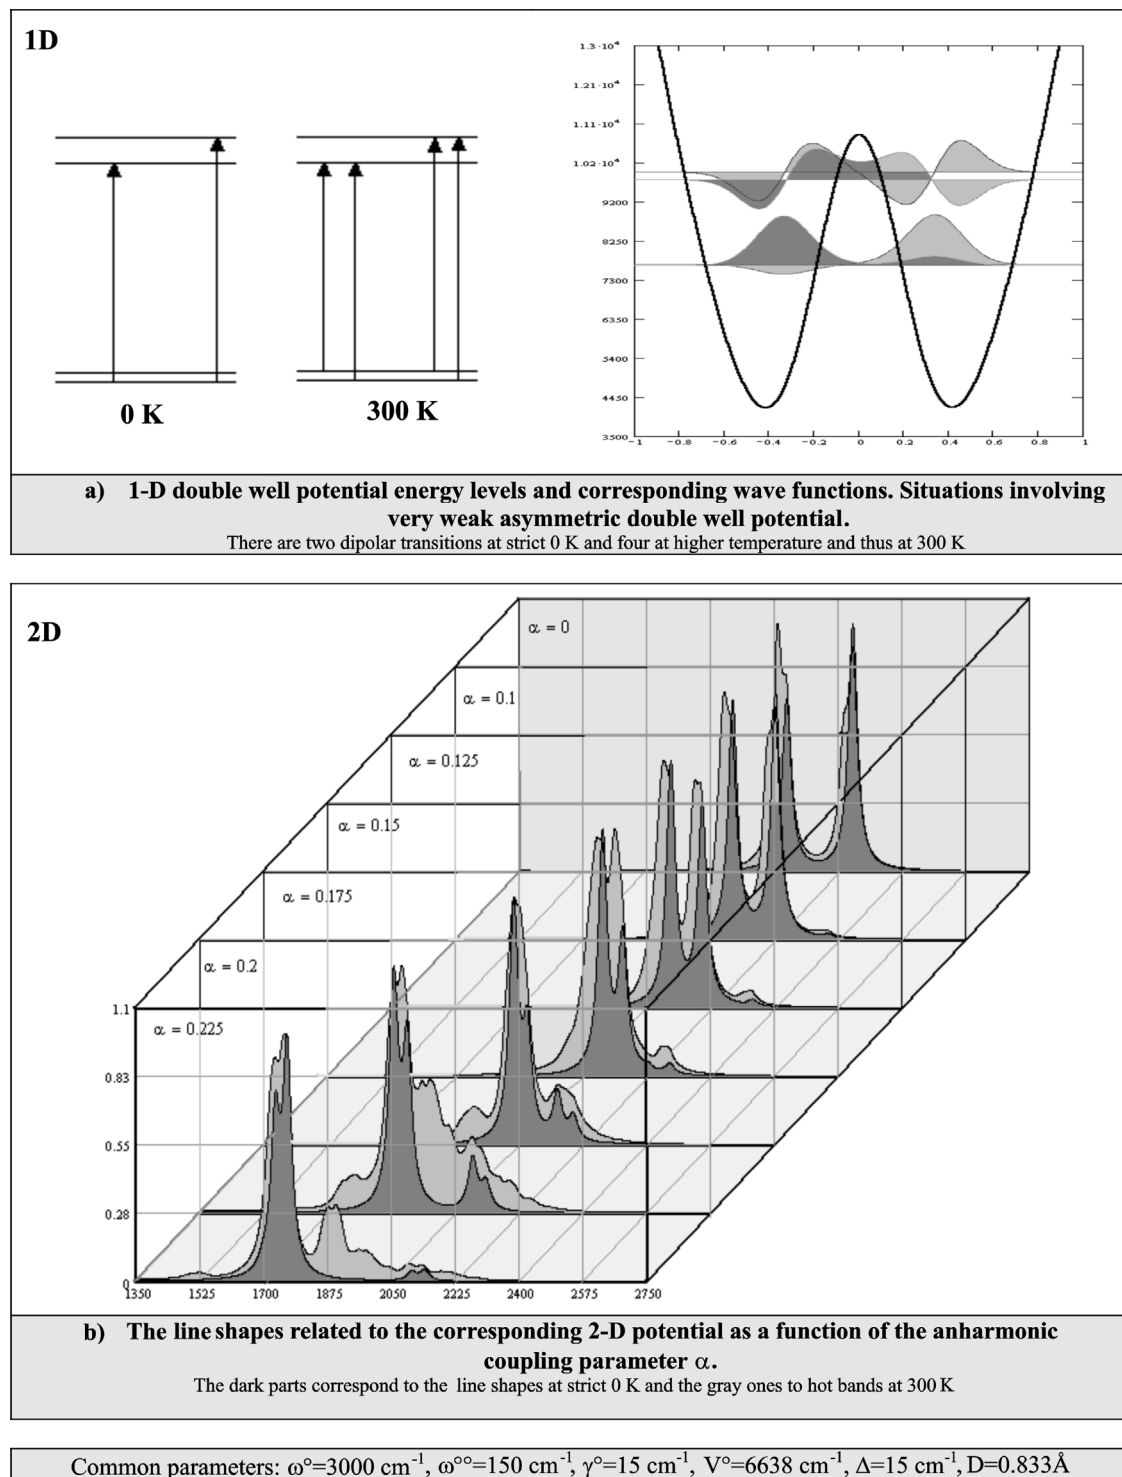 1D
0 K
300 K
1.3·10⁴
1.21·10⁴
1.11·10⁴
1.02·10⁴
9200
8250
7300
6350
5400
4450
3500
-1 -0.8 -0.6 -0.4 -0.2 0 0.2 0.4 0.6 0.8 1
a) 1-D double well potential energy levels and corresponding wave functions. Situations involving
very weak asymmetric double well potential.
There are two dipolar transitions at strict 0 K and four at higher temperature and thus at 300 K
2D
α = 0
α = 0.1
α = 0.125
α = 0.15
α = 0.175
α = 0.2
α = 0.225
1.1
0.83
0.55
0.28
0
1350 1525 1700 1875 2050 2225 2400 2575 2750
b) The line shapes related to the corresponding 2-D potential as a function of the anharmonic
coupling parameter α.
The dark parts correspond to the line shapes at strict 0 K and the gray ones to hot bands at 300 K
Common parameters: ω°=3000 cm⁻¹, ω°°=150 cm⁻¹, γ°=15 cm⁻¹, V°=6638 cm⁻¹, Δ=15 cm⁻¹, D=0.833Å